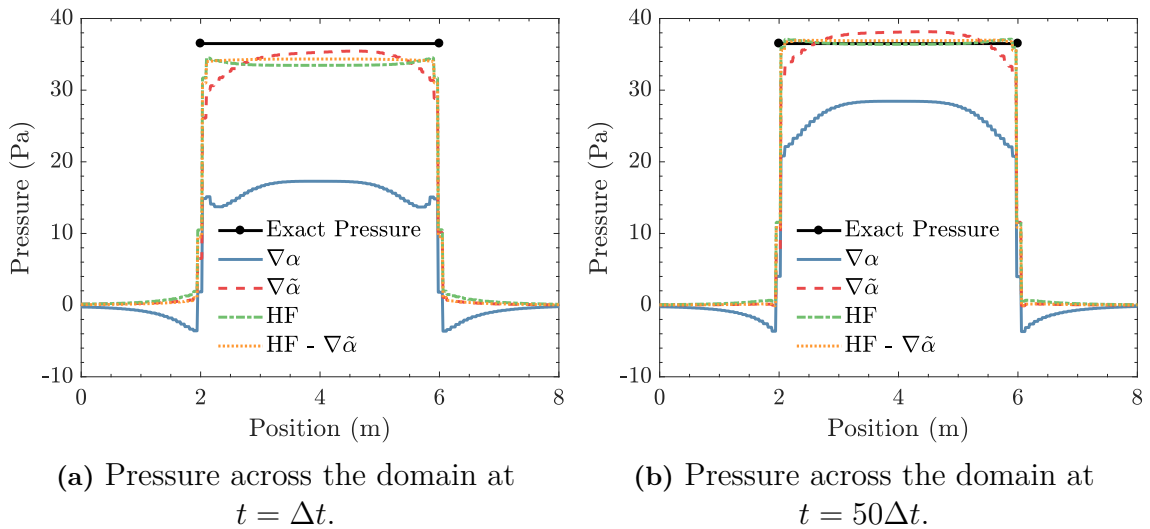 40
30
20
10
0
-10
Pressure (Pa)
Exact Pressure
∇α
∇α̃
HF
HF - ∇α̃
0 2 4 6 8
Position (m)
(a) Pressure across the domain at
t = Δt.
40
30
20
10
0
-10
Pressure (Pa)
Exact Pressure
∇α
∇α̃
HF
HF - ∇α̃
0 2 4 6 8
Position (m)
(b) Pressure across the domain at
t = 50Δt.